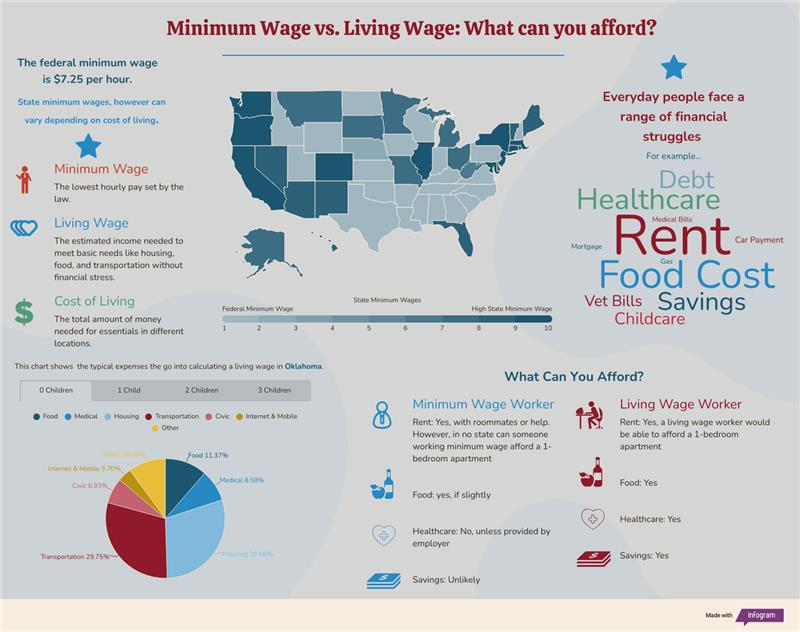 Minimum Wage vs. Living Wage: What can you afford?
The federal minimum wage
is $7.25 per hour.
State minimum wages, however can
vary depending on cost of living.
Minimum Wage
The lowest hourly pay set by the
law.
Living Wage
The estimated income needed to
meet basic needs like housing,
food, and transportation without
financial stress.
Cost of Living
The total amount of money
needed for essentials in different
locations.
State Minimum Wages
Federal Minimum Wage
High State Minimum Wage
1 2 3 4 5 6 7 8 9 10
Everyday people face a
range of financial
struggles
For example...
Debt
Healthcare
Medical Bills
Rent
Car Payment
Mortgage
Gas
Food Cost
Vet Bills
Savings
Childcare
This chart shows the typical expenses the go into calculating a living wage in Oklahoma.
0 Children
1 Child
2 Children
3 Children
Food
Medical
Housing
Transportation
Civic
Internet & Mobile
Other
Other 10.10%
Food 11.37%
Internet & Mobile 3.70%
Medical 8.59%
Civic 6.93%
Transportation 29.75%
Housing 29.56%
What Can You Afford?
Minimum Wage Worker
Rent: Yes, with roommates or help.
However, in no state can someone
working minimum wage afford a 1-
bedroom apartment
Food: yes, if slightly
Healthcare: No, unless provided by
employer
Savings: Unlikely
Living Wage Worker
Rent: Yes, a living wage worker would
be able to afford a 1-bedroom
apartment
Food: Yes
Healthcare: Yes
Savings: Yes
Made with
infogram